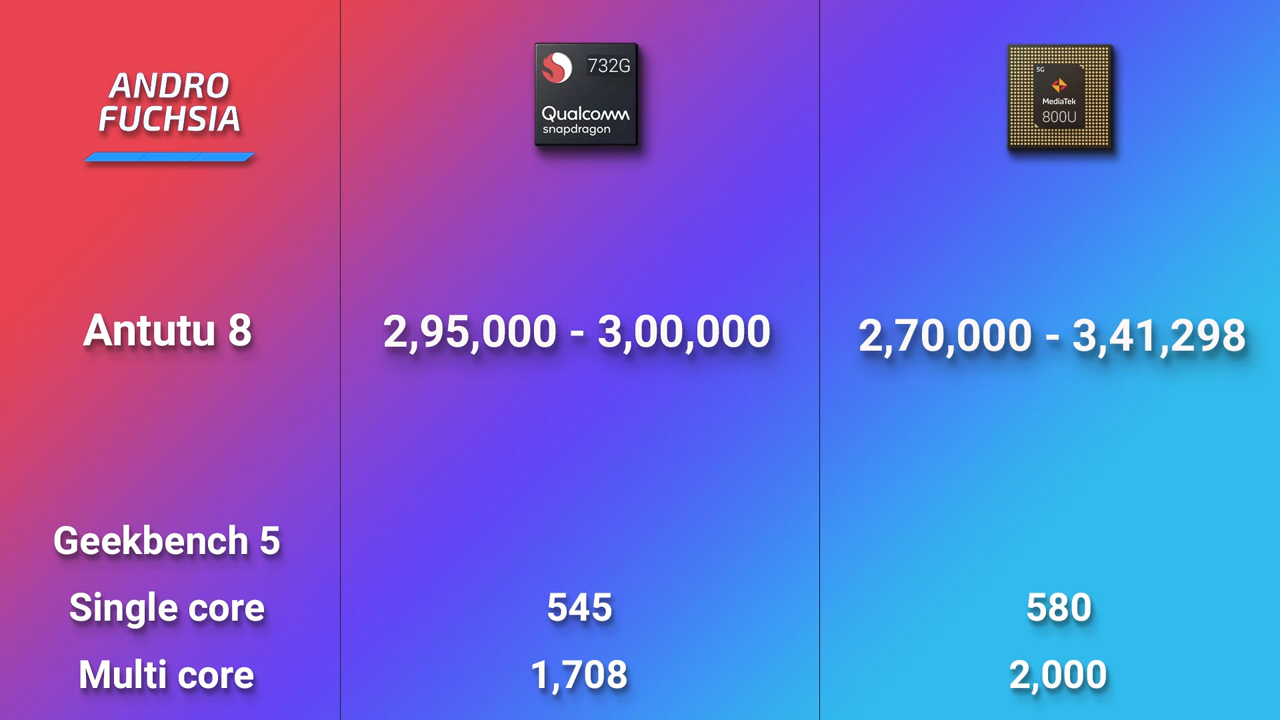 ANDRO
FUCHSIA
732G
Qualcomm
snapdragon
5G
MediaTek
800U
Antutu 8
2,95,000 - 3,00,000
2,70,000 - 3,41,298
Geekbench 5
Single core
545
580
Multi core
1,708
2,000